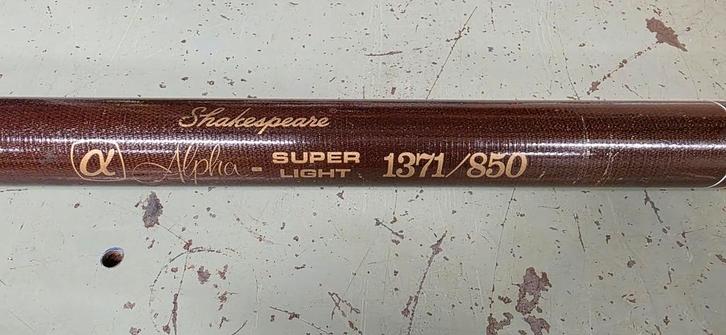 Shakespeare
α Alpha - SUPER LIGHT 1371/850